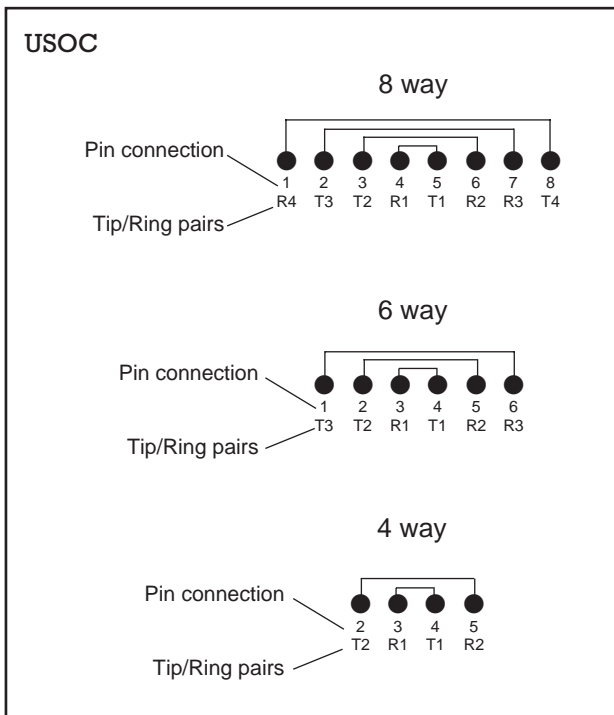 USOC
8 way
Pin connection
1 2 3 4 5 6 7 8
R4 T3 T2 R1 T1 R2 R3 T4
Tip/Ring pairs
6 way
Pin connection
1 2 3 4 5 6
T3 T2 R1 T1 R2 R3
Tip/Ring pairs
4 way
Pin connection
2 3 4 5
T2 R1 T1 R2
Tip/Ring pairs